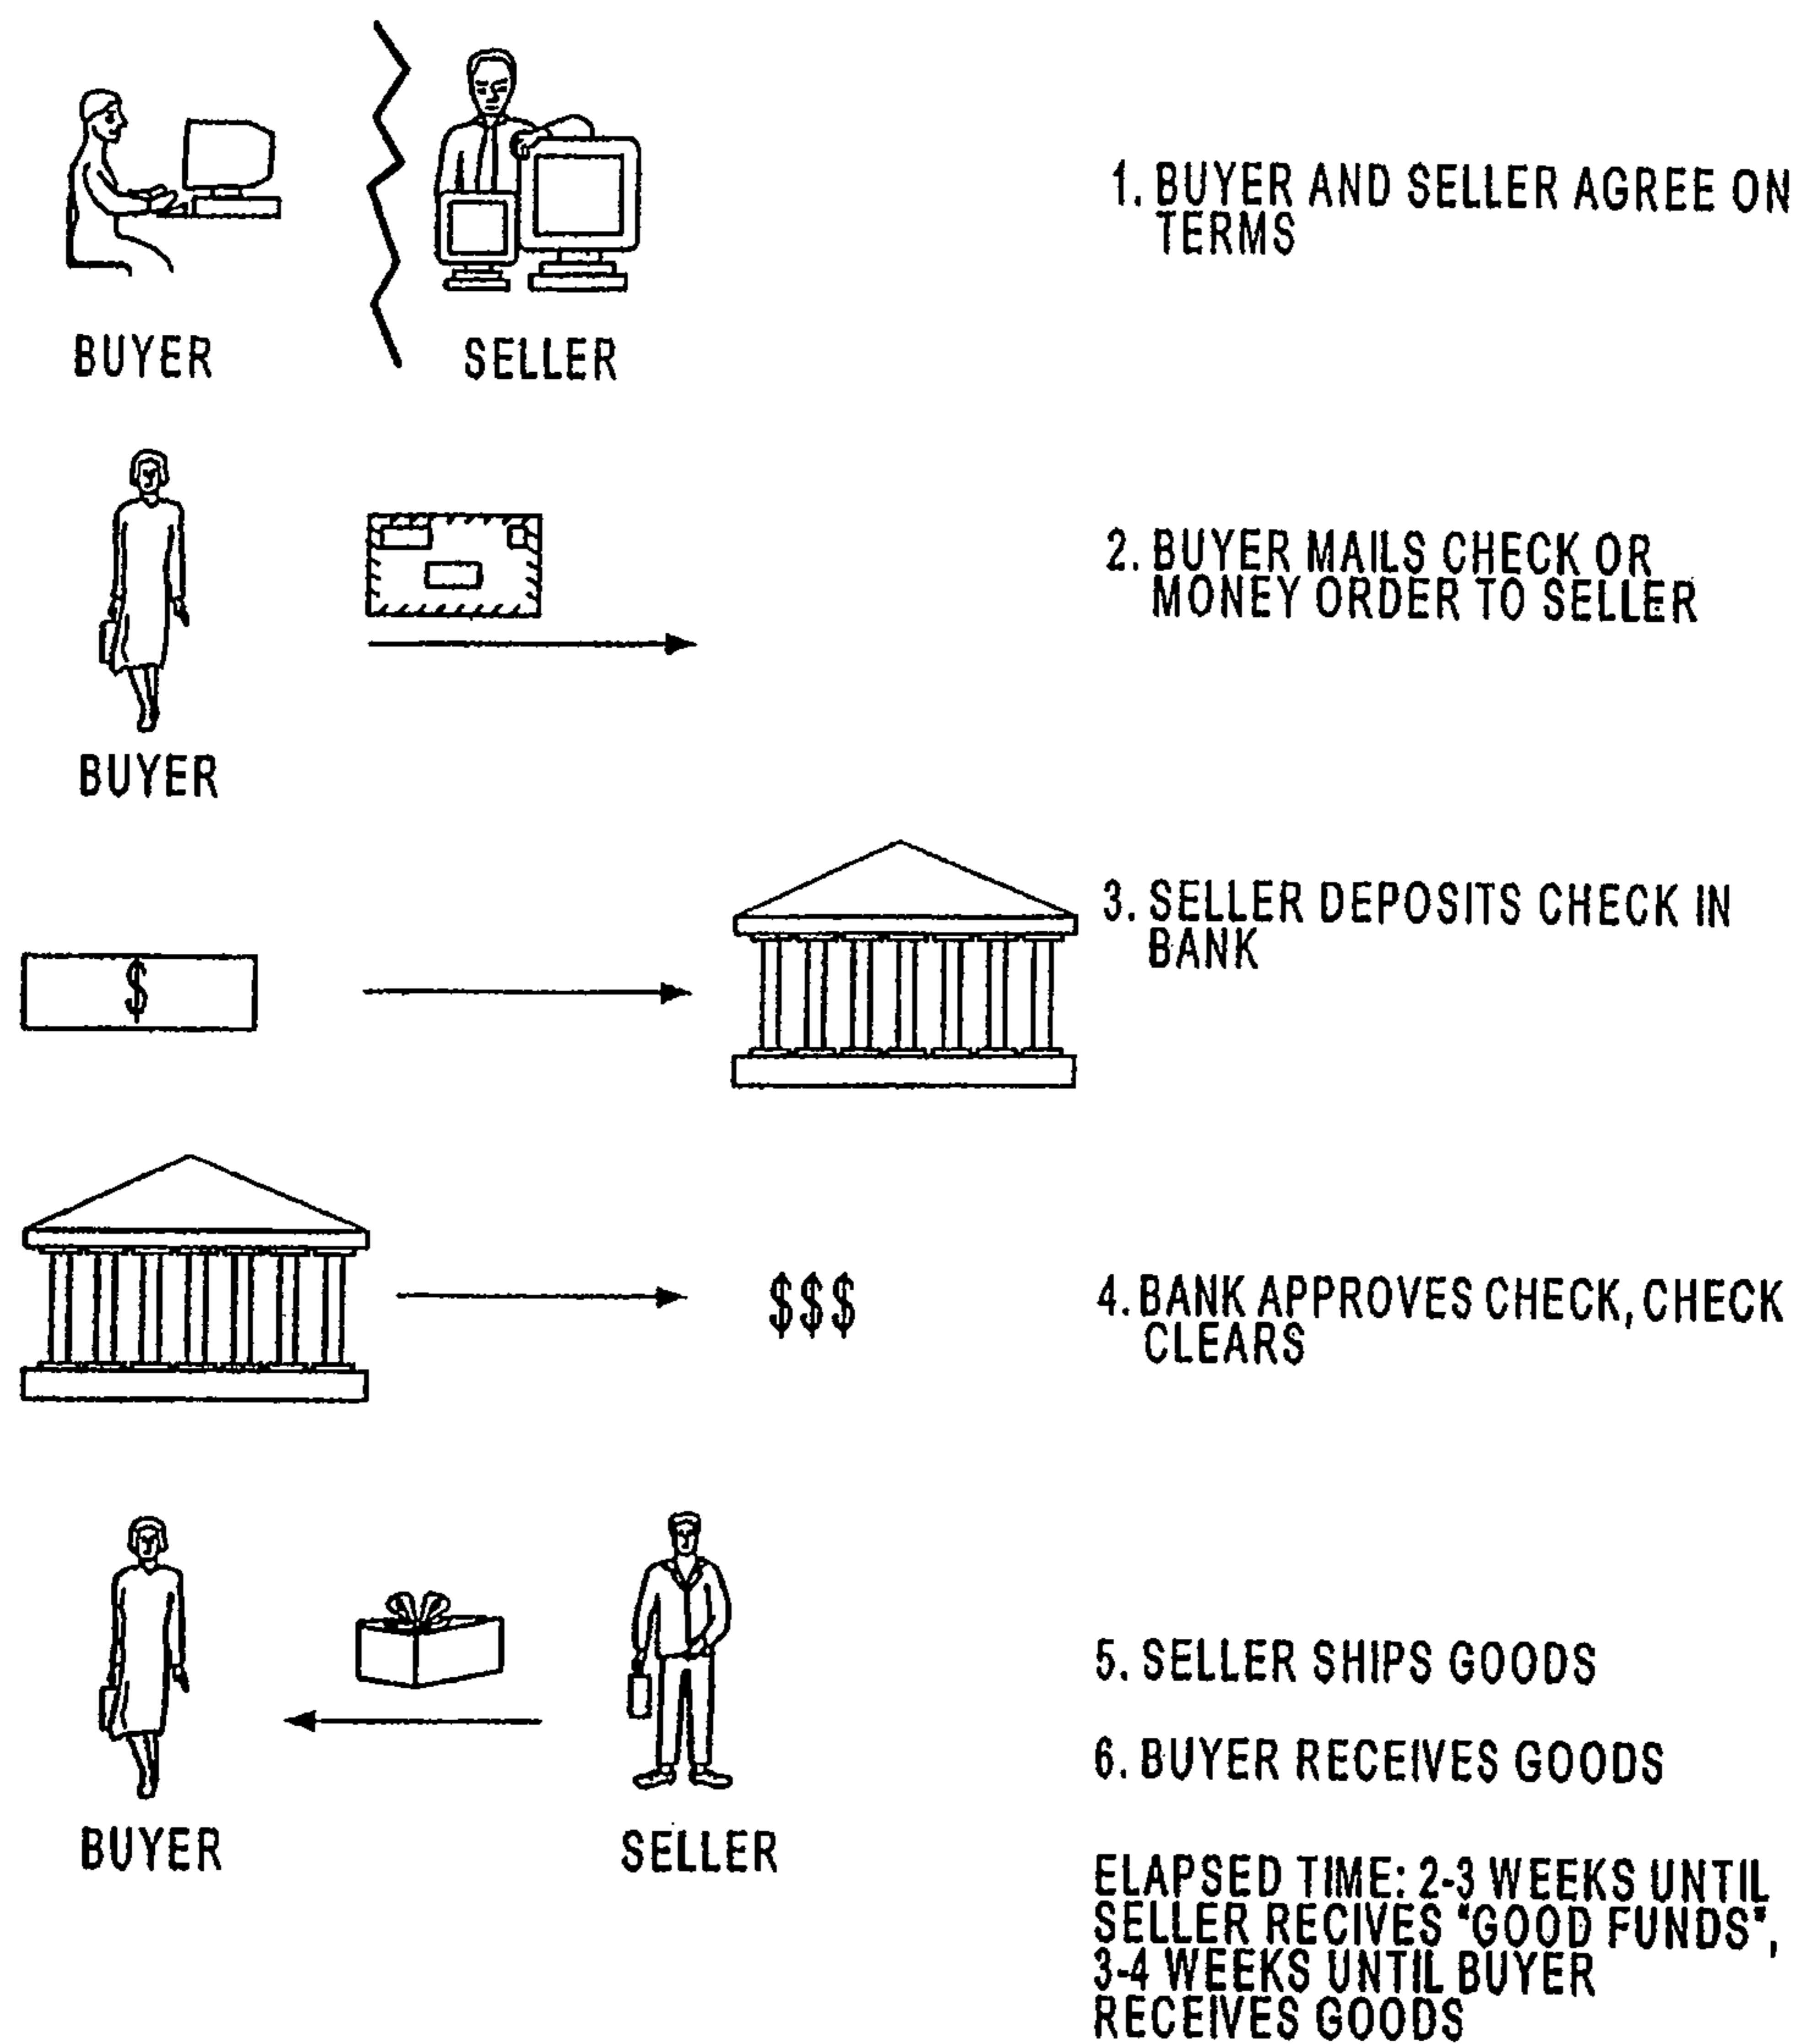 1. BUYER AND SELLER AGREE ON
TERMS
BUYER
SELLER
2. BUYER MAILS CHECK OR
MONEY ORDER TO SELLER
BUYER
3. SELLER DEPOSITS CHECK IN
BANK
$
$$$
4. BANK APPROVES CHECK, CHECK
CLEARS
5. SELLER SHIPS GOODS
6. BUYER RECEIVES GOODS
BUYER
SELLER
ELAPSED TIME: 2-3 WEEKS UNTIL
SELLER RECIVES "GOOD FUNDS",
3-4 WEEKS UNTIL BUYER
RECEIVES GOODS